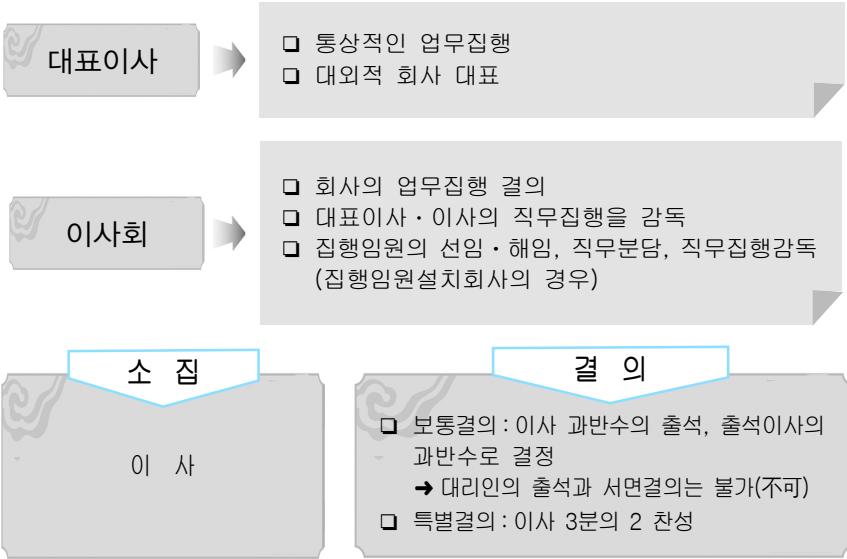 대표이사
❑ 통상적인 업무집행
❑ 대외적 회사 대표
이사회
❑ 회사의 업무집행 결의
❑ 대표이사・이사의 직무집행을 감독
❑ 집행임원의 선임・해임, 직무분담, 직무집행감독
(집행임원설치회사의 경우)
소 집
이 사
결 의
❑ 보통결의 : 이사 과반수의 출석, 출석이사의
과반수로 결정
➜ 대리인의 출석과 서면결의는 불가(不可)
❑ 특별결의 : 이사 3분의 2 찬성